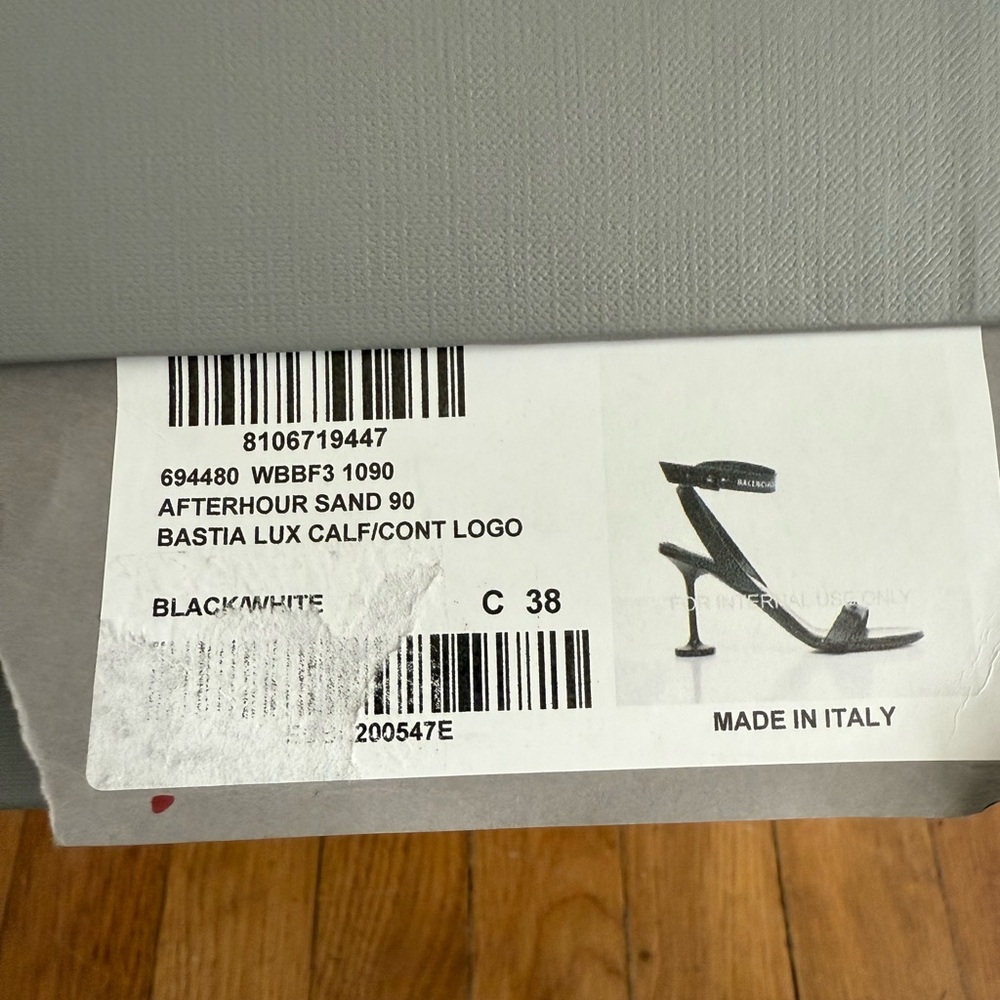 8106719447
694480 WBBF3 1090
AFTERHOUR SAND 90
BASTIA LUX CALF/CONT LOGO
BLACK/WHITE C 38
200547E
BALENCIAG
FOR INTERNAL USE ONLY
MADE IN ITALY